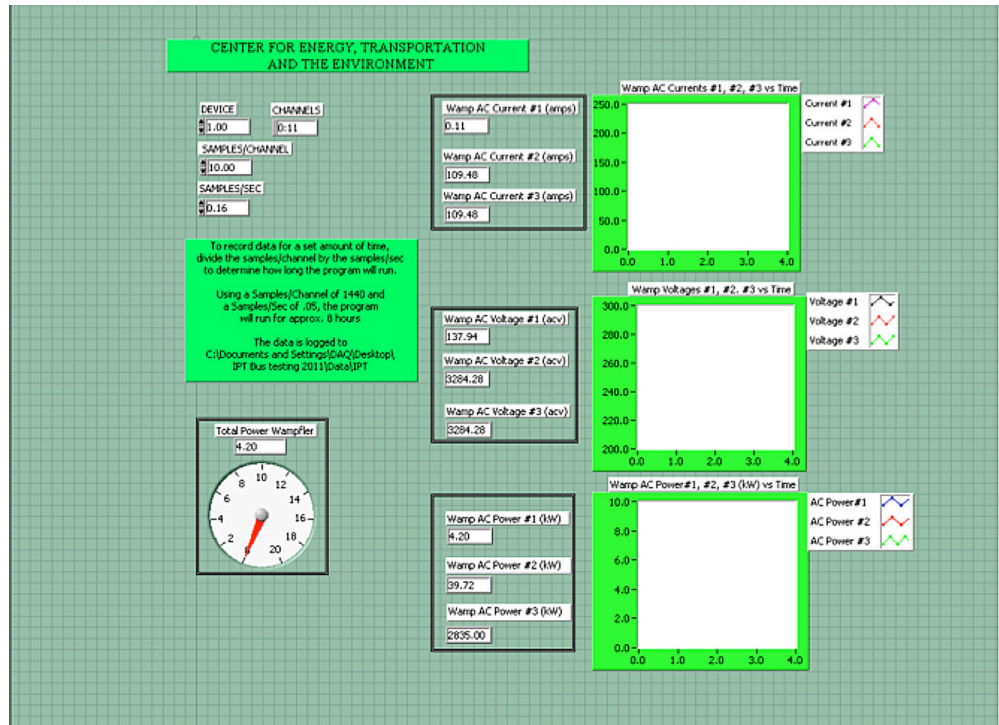 CENTER FOR ENERGY, TRANSPORTATION
AND THE ENVIRONMENT
DEVICE
1.00
CHANNELS
0:11
SAMPLES/CHANNEL
10.00
SAMPLES/SEC
0.16
To record data for a set amount of time,
divide the samples/channel by the samples/sec
to determine how long the program will run.
Using a Samples/Channel of 1440 and
a Samples/Sec of .05, the program
will run for approx. 8 hours
The data is logged to
C:\Documents and Settings\DAQ\Desktop\
IPT Bus testing 2011\Data\IPT
Total Power Wampfler
4.20
0 2 4 6 8 10 12 14 16 18 20
Wamp AC Current #1 (amps)
0.11
Wamp AC Current #2 (amps)
109.48
Wamp AC Current #3 (amps)
109.48
Wamp AC Currents #1, #2, #3 vs Time
250.0
200.0
150.0
100.0
50.0
0.0
0.0 1.0 2.0 3.0 4.0
Current #1
Current #2
Current #3
Wamp AC Voltage #1 (acv)
137.94
Wamp AC Voltage #2 (acv)
3284.28
Wamp AC Voltage #3 (acv)
3284.28
Wamp Voltages #1, #2. #3 vs Time
300.0
280.0
260.0
240.0
220.0
200.0
0.0 1.0 2.0 3.0 4.0
Voltage #1
Voltage #2
Voltage #3
Wamp AC Power #1 (kW)
4.20
Wamp AC Power #2 (kW)
39.72
Wamp AC Power #3 (kW)
2835.00
Wamp AC Power#1, #2, #3 (kW) vs Time
10.0
8.0
6.0
4.0
2.0
0.0
0.0 1.0 2.0 3.0 4.0
AC Power#1
AC Power #2
AC Power #3